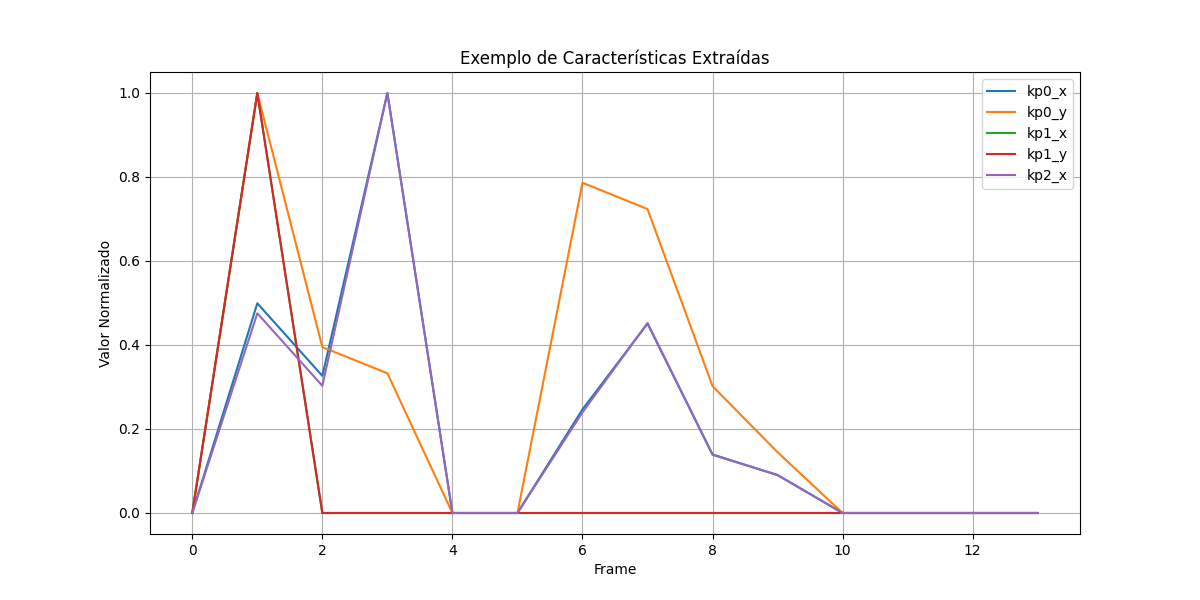 Exemplo de Características Extraídas
kp0_x
kp0_y
kp1_x
kp1_y
kp2_x
Valor Normalizado
1.0
0.8
0.6
0.4
0.2
0.0
0 2 4 6 8 10 12
Frame